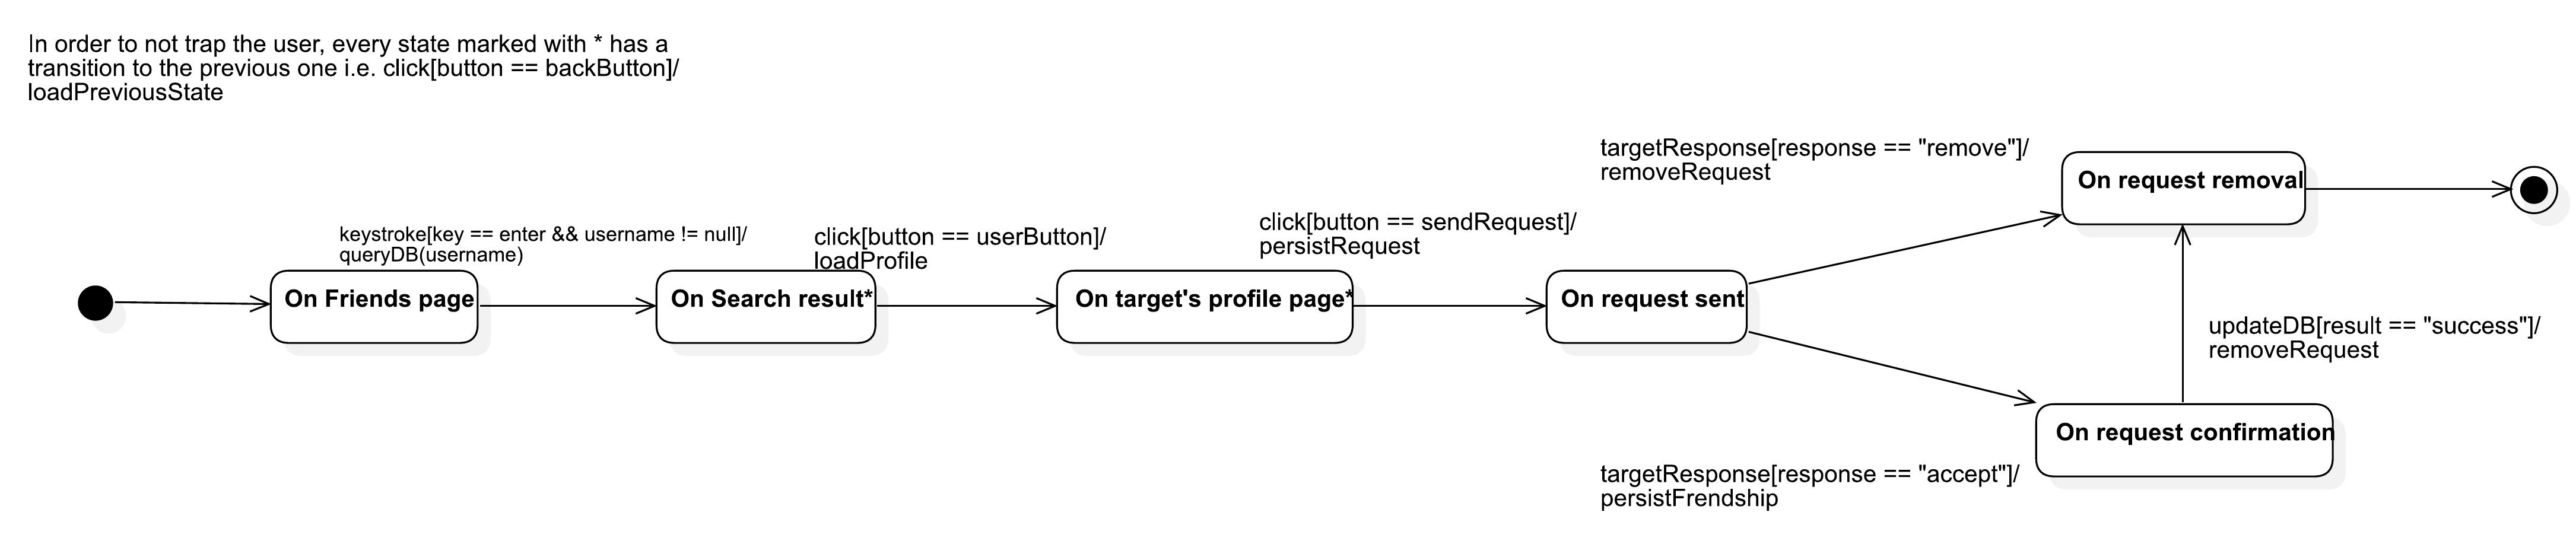 In order to not trap the user, every state marked with * has a
transition to the previous one i.e. click[button == backButton]/
loadPreviousState
keystroke[key == enter && username != null]/
queryDB(username)
click[button == userButton]/
loadProfile
click[button == sendRequest]/
persistRequest
targetResponse[response == "remove"]/
removeRequest
On request removal
On Friends page
On Search result*
On target's profile page*
On request sent
updateDB[result == "success"]/
removeRequest
On request confirmation
targetResponse[response == "accept"]/
persistFrendship